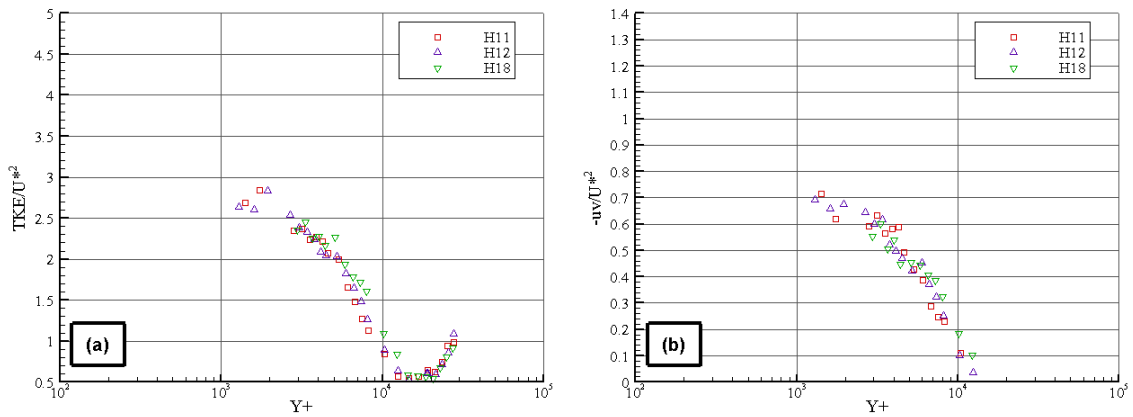 5
4.5
4
3.5
3
2.5
2
1.5
1
0.5
TKE/U*²
H11
H12
H18
(a)
10² 10³ 10⁴ 10⁵
Y+
1.4
1.3
1.2
1.1
1
0.9
0.8
0.7
0.6
0.5
0.4
0.3
0.2
0.1
0
-uv/U*²
H11
H12
H18
(b)
10² 10³ 10⁴ 10⁵
Y+